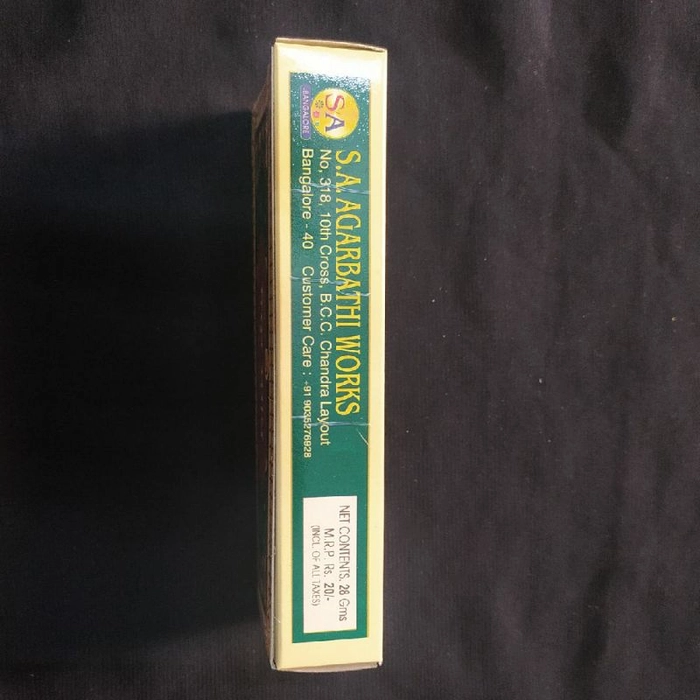 SA
BANGALORE
S.A. AGARBATHI WORKS
No, 318, 10th Cross, B.C.C. Chandra Layout
Bangalore - 40 Customer Care : +91 9035276928
NET CONTENTS. 26 Gms
M.R.P. Rs. 20/-
(INCL. OF ALL TAXES)